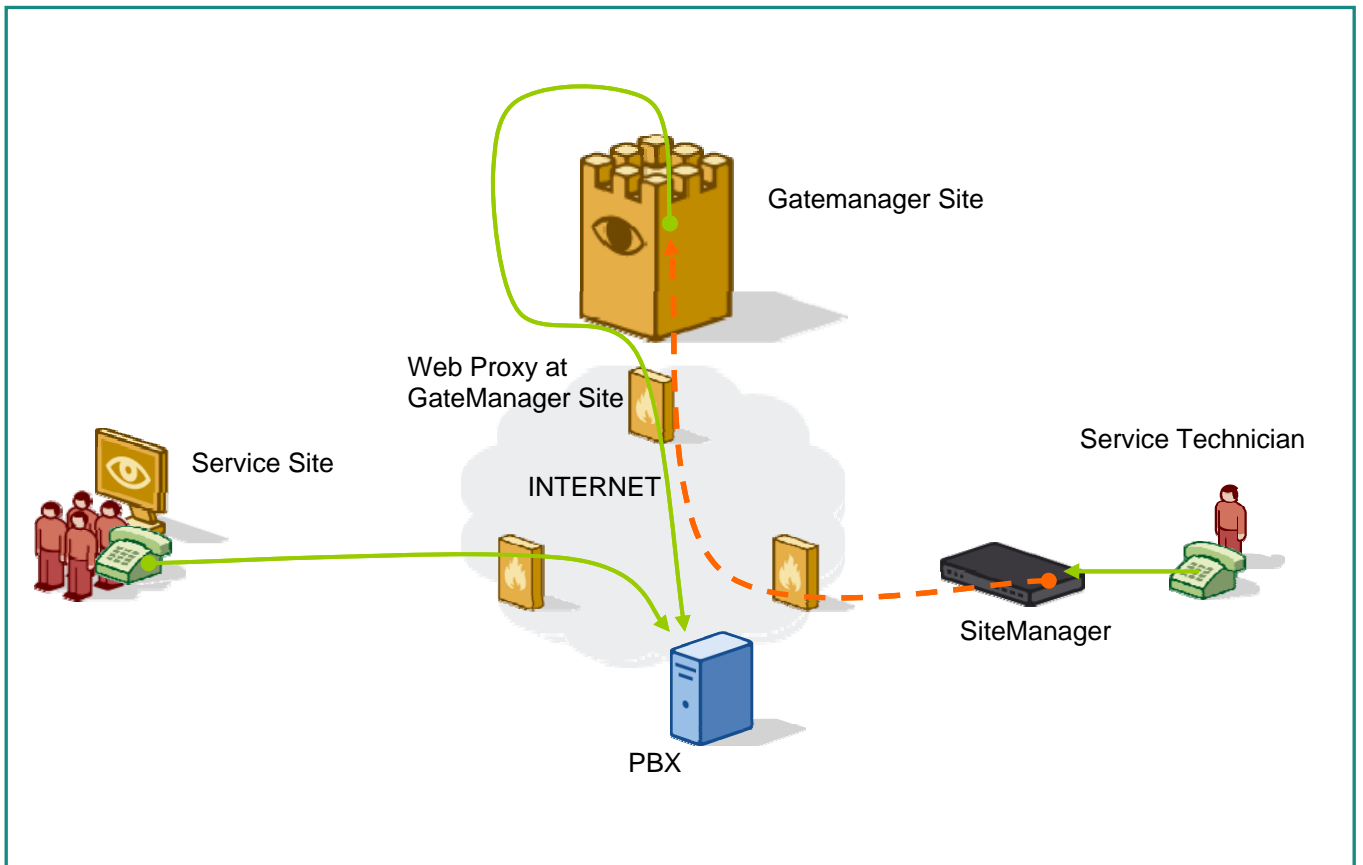 Gatemanager Site
Web Proxy at
GateManager Site
Service Technician
Service Site
INTERNET
SiteManager
PBX